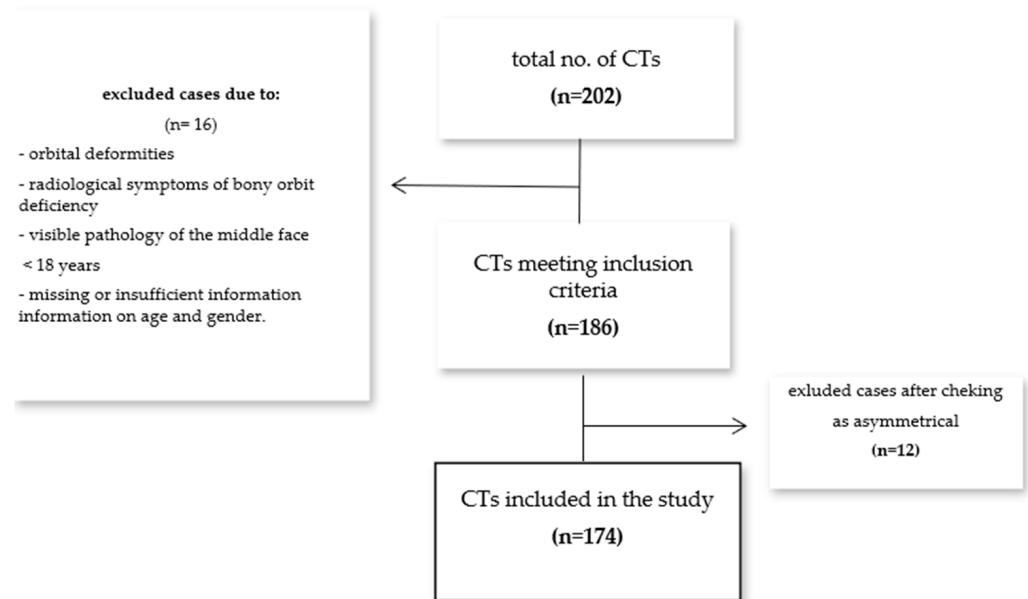 total no. of CTs
(n=202)
excluded cases due to:
(n= 16)
- orbital deformities
- radiological symptoms of bony orbit
deficiency
- visible pathology of the middle face
< 18 years
- missing or insufficient information
information on age and gender.
CTs meeting inclusion
criteria
(n=186)
exluded cases after cheking
as asymmetrical
(n=12)
CTs included in the study
(n=174)